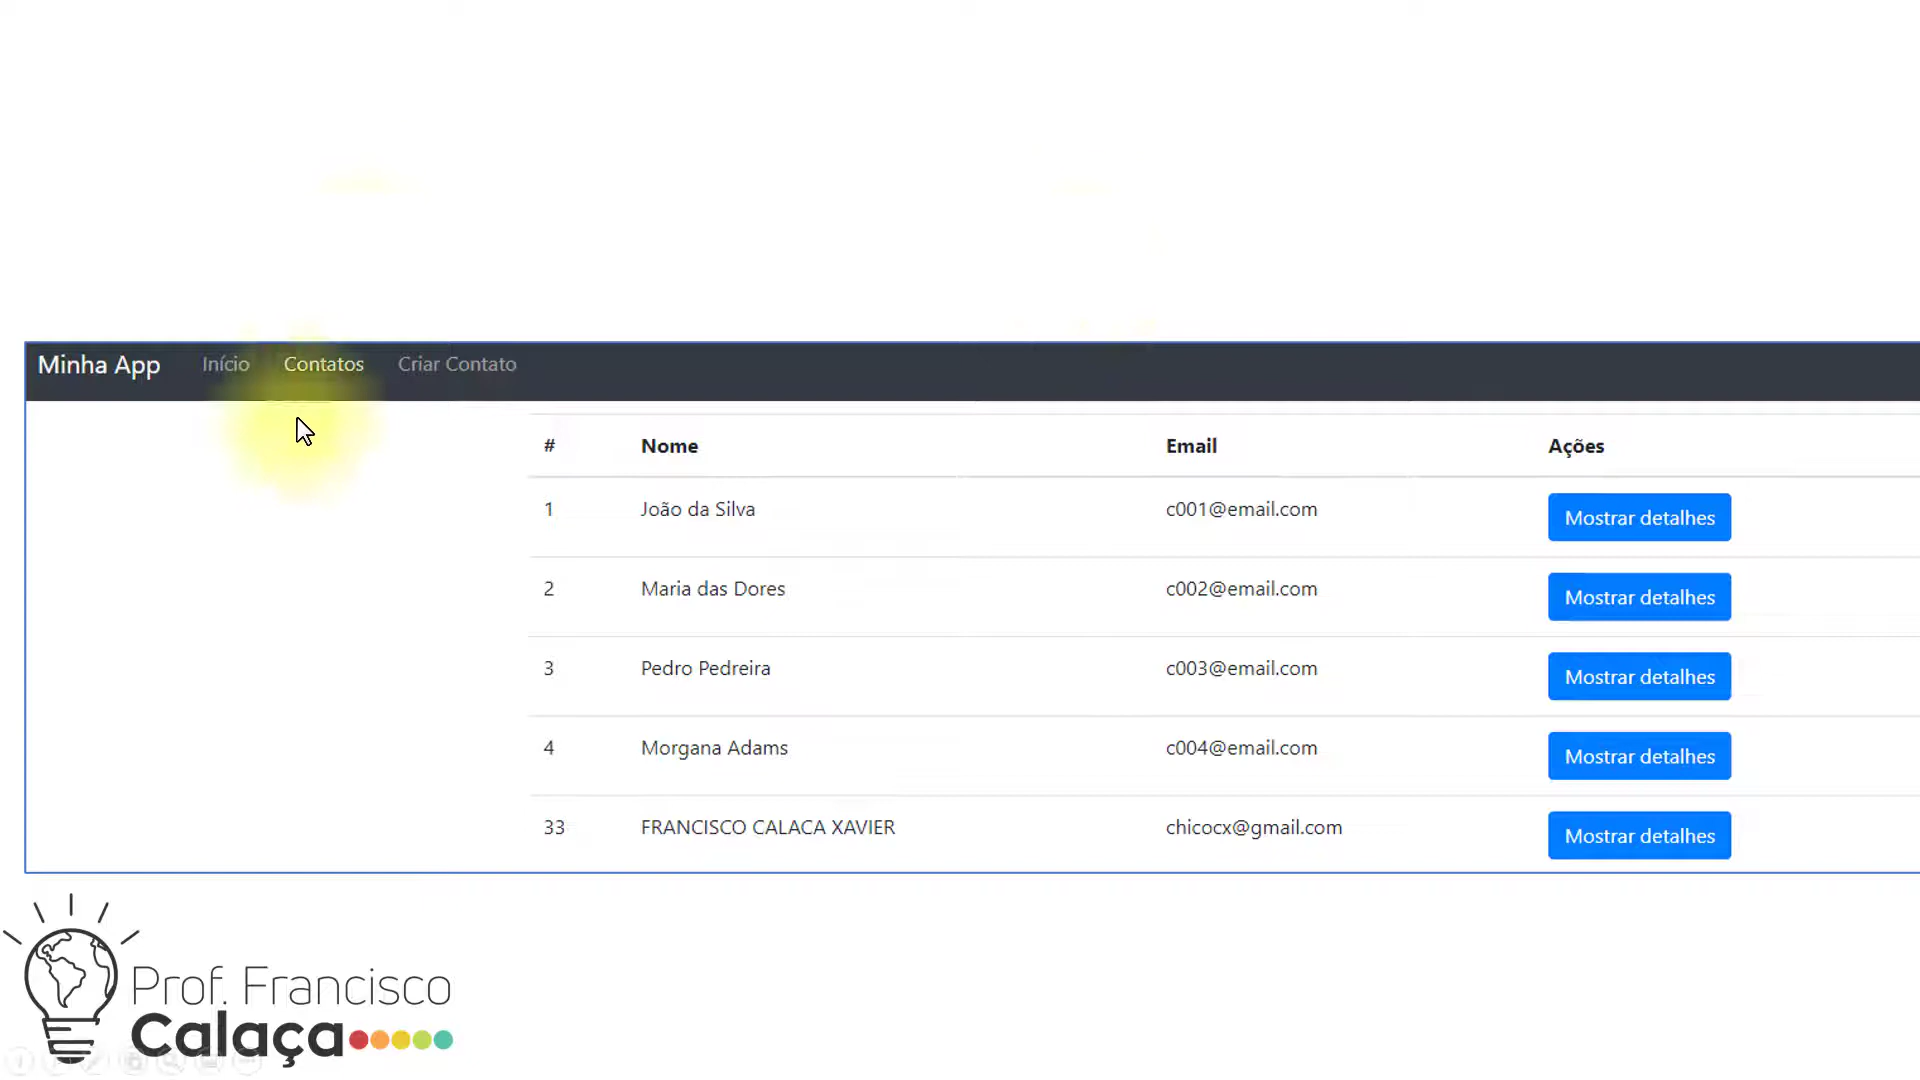 Minha App Início Contatos Criar Contato
# Nome Email Ações
1 João da Silva c001@email.com Mostrar detalhes
2 Maria das Dores c002@email.com Mostrar detalhes
3 Pedro Pedreira c003@email.com Mostrar detalhes
4 Morgana Adams c004@email.com Mostrar detalhes
33 FRANCISCO CALACA XAVIER chicocx@gmail.com Mostrar detalhes
Prof. Francisco
Calaça